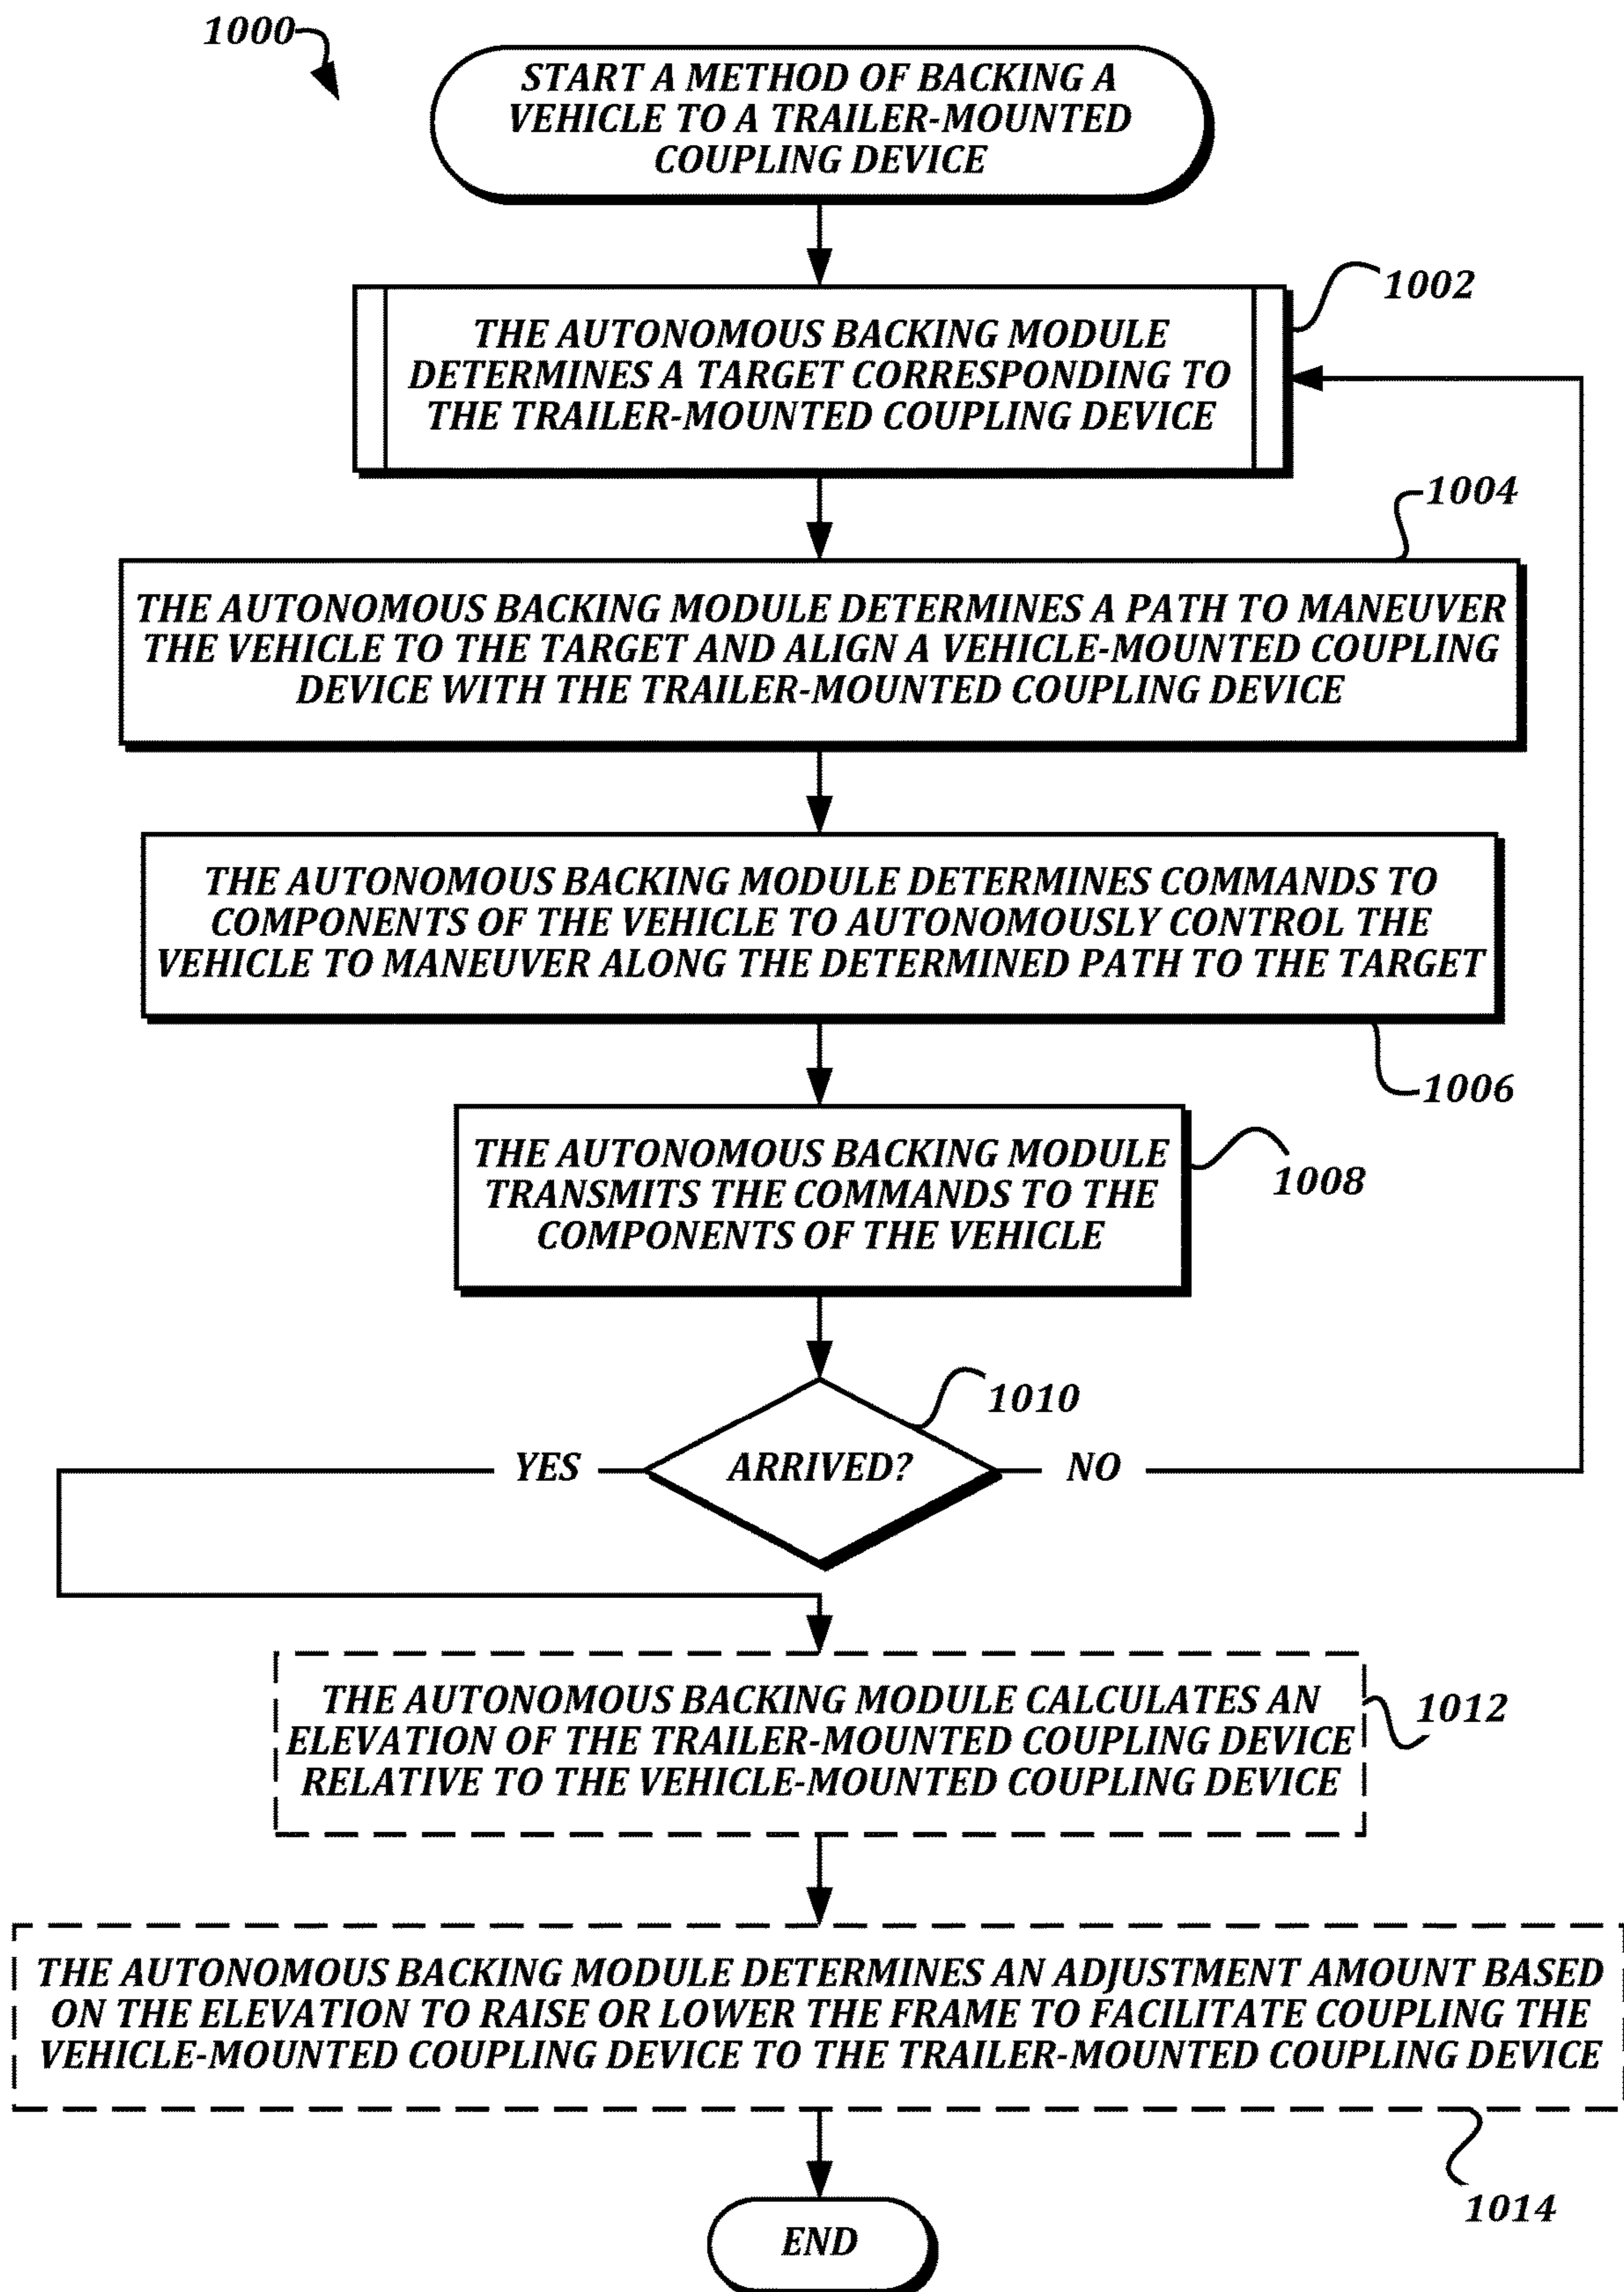 1000
START A METHOD OF BACKING A
VEHICLE TO A TRAILER-MOUNTED
COUPLING DEVICE
1002
THE AUTONOMOUS BACKING MODULE
DETERMINES A TARGET CORRESPONDING TO
THE TRAILER-MOUNTED COUPLING DEVICE
1004
THE AUTONOMOUS BACKING MODULE DETERMINES A PATH TO MANEUVER
THE VEHICLE TO THE TARGET AND ALIGN A VEHICLE-MOUNTED COUPLING
DEVICE WITH THE TRAILER-MOUNTED COUPLING DEVICE
THE AUTONOMOUS BACKING MODULE DETERMINES COMMANDS TO
COMPONENTS OF THE VEHICLE TO AUTONOMOUSLY CONTROL THE
VEHICLE TO MANEUVER ALONG THE DETERMINED PATH TO THE TARGET
1006
THE AUTONOMOUS BACKING MODULE
TRANSMITS THE COMMANDS TO THE
COMPONENTS OF THE VEHICLE
1008
1010
YES
ARRIVED?
NO
THE AUTONOMOUS BACKING MODULE CALCULATES AN
ELEVATION OF THE TRAILER-MOUNTED COUPLING DEVICE
RELATIVE TO THE VEHICLE-MOUNTED COUPLING DEVICE
1012
THE AUTONOMOUS BACKING MODULE DETERMINES AN ADJUSTMENT AMOUNT BASED
ON THE ELEVATION TO RAISE OR LOWER THE FRAME TO FACILITATE COUPLING THE
VEHICLE-MOUNTED COUPLING DEVICE TO THE TRAILER-MOUNTED COUPLING DEVICE
1014
END